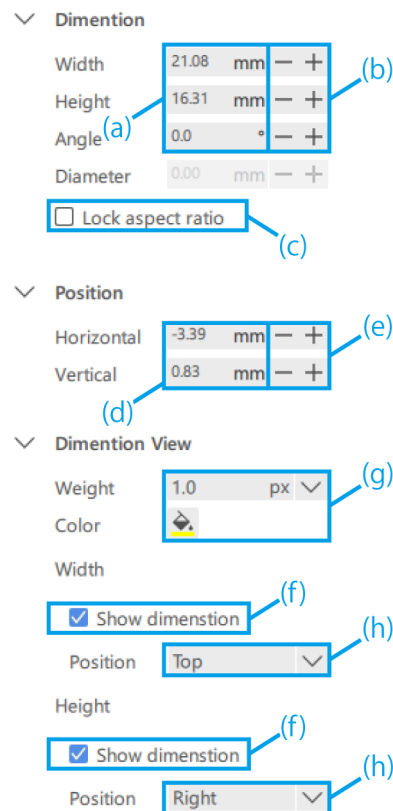 Dimention
Width 21.08 mm − + (b)
Height 16.31 mm − +
(a)
Angle 0.0 ° − +
Diameter 0.00 mm − +
Lock aspect ratio
(c)
Position
Horizontal -3.39 mm − + (e)
Vertical 0.83 mm − +
(d)
Dimention View
Weight 1.0 px (g)
Color
Width
(f)
Show dimenstion
(h)
Position Top
Height
(f)
Show dimenstion
(h)
Position Right